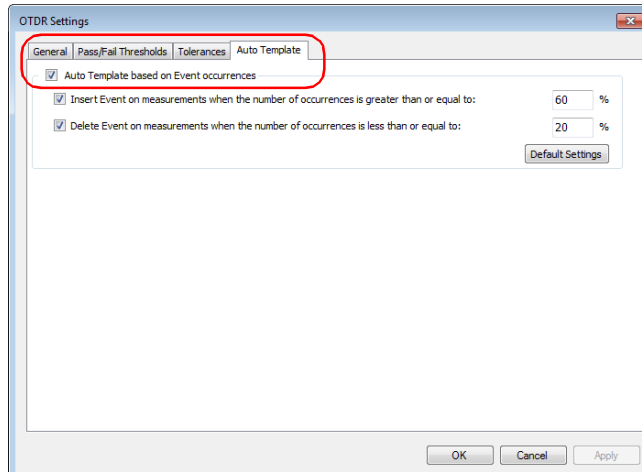 OTDR Settings
General Pass/Fail Thresholds Tolerances Auto Template
Auto Template based on Event occurrences
Insert Event on measurements when the number of occurrences is greater than or equal to: 60 %
Delete Event on measurements when the number of occurrences is less than or equal to: 20 %
Default Settings
OK Cancel Apply